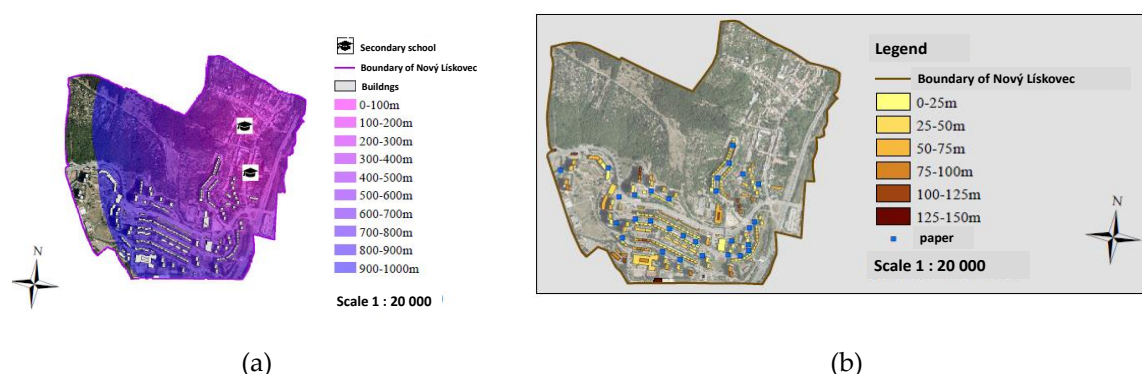 Secondary school
Boundary of Nový Lískovec
Buildngs
0-100m
100-200m
200-300m
300-400m
400-500m
500-600m
600-700m
700-800m
800-900m
900-1000m
N
Scale 1 : 20 000
(a)
Legend
Boundary of Nový Lískovec
0-25m
25-50m
50-75m
75-100m
100-125m
125-150m
paper
N
Scale 1 : 20 000
(b)